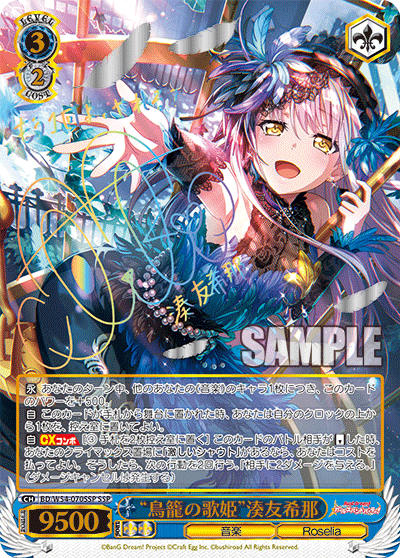 LEVEL
3
2
COST
湊友希那
SAMPLE
永 あなたのターン中、他のあなたの《音楽》のキャラ1枚につき、このカードのパワーを+500。
自 このカードが手札から舞台に置かれた時、あなたは自分のクロックの上から1枚を、控え室に置いてよい。
自 CXコンボ [③ 手札を2枚控え室に置く] このカードのバトル相手が した時、
あなたのクライマックス置場に「激しいシャウト」があるなら、あなたはコストを
払ってよい。そうしたら、次の行動を2回行う。『相手に2ダメージを与える。』
(ダメージキャンセルは発生する)
CH BD/W54-070SSP SSP
POWER
9500
“鳥籠の歌姫”湊友希那
音楽
Roselia
©BanG Dream! Project ©Craft Egg Inc. ©bushiroad All Rights Reserved.